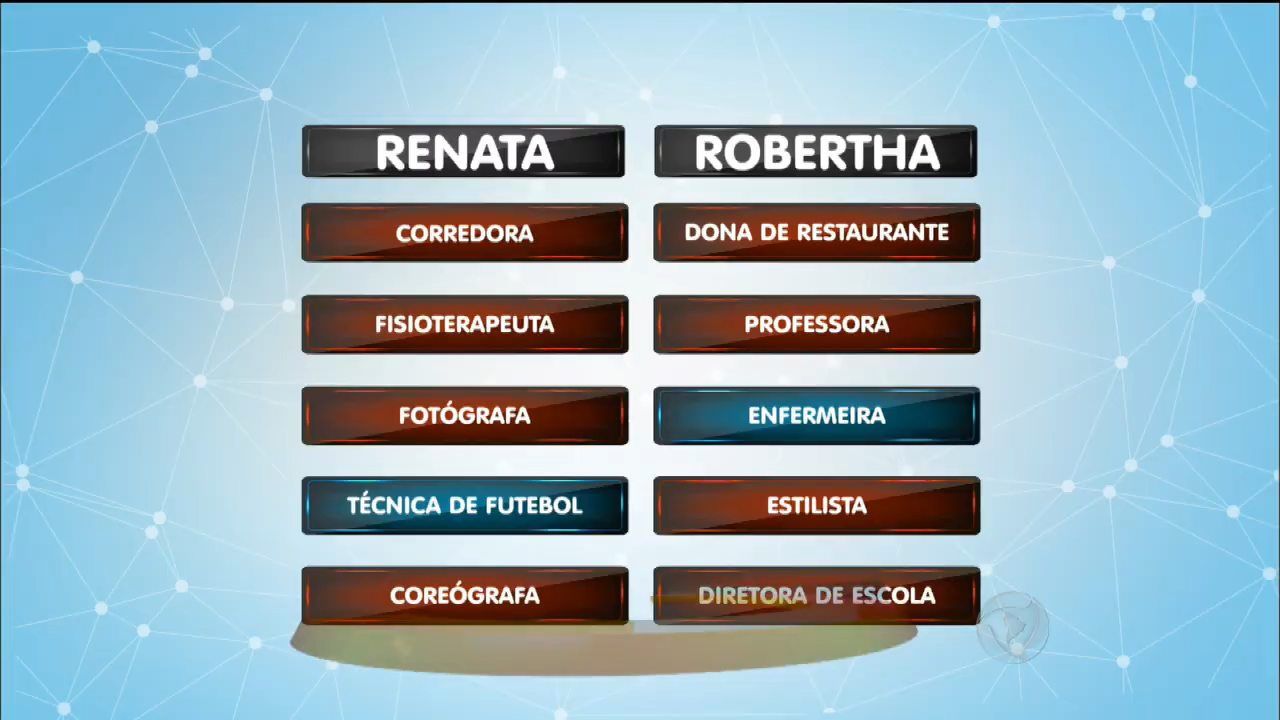 RENATA
ROBERTHA
CORREDORA
DONA DE RESTAURANTE
FISIOTERAPEUTA
PROFESSORA
FOTÓGRAFA
ENFERMEIRA
TÉCNICA DE FUTEBOL
ESTILISTA
COREÓGRAFA
DIRETORA DE ESCOLA